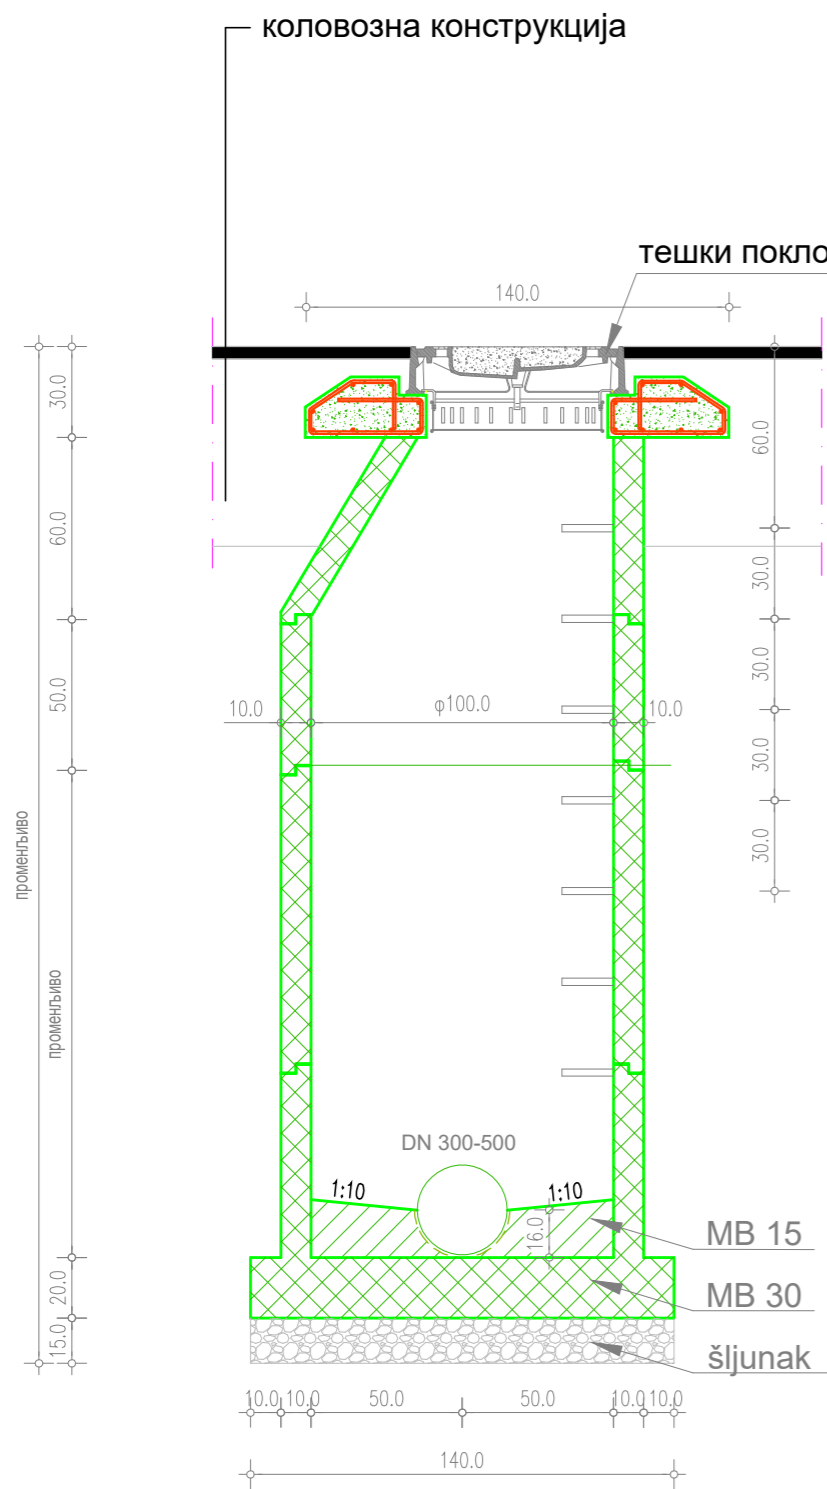 коловозна конструкција
тешки покло
140.0
30.0
60.0
60.0
30.0
50.0
30.0
10.0
φ100.0
10.0
30.0
30.0
променљиво
променљиво
DN 300-500
1:10
1:10
16.0
MB 15
20.0
MB 30
15.0
šljunak
10.0 10.0 50.0 50.0 10.0 10.0
140.0